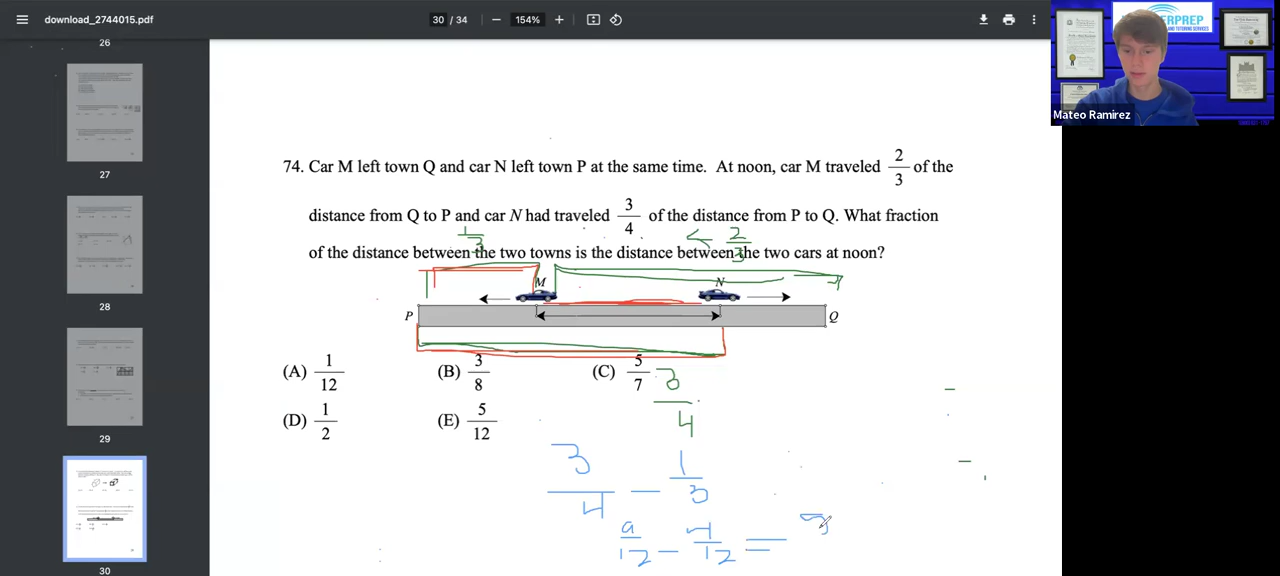 download_2744015.pdf
30 / 34
154%
26
27
28
29
30
ERPREP
AND TUTORING SERVICES
Mateo Ramirez
74. Car M left town Q and car N left town P at the same time. At noon, car M traveled 2/3 of the
distance from Q to P and car N had traveled 3/4 of the distance from P to Q. What fraction
of the distance between the two towns is the distance between the two cars at noon?
1/3
< 2/3
M
N
P
Q
(A) 1/12
(B) 3/8
(C) 5/7
(D) 1/2
(E) 5/12
3/4
3/4 - 1/3
9/12 - 4/12 =